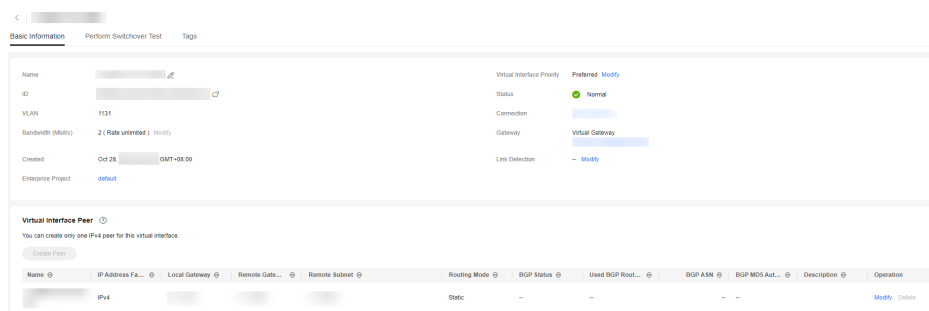 Basic Information Perform Switchover Test Tags
Name Virtual Interface Priority Preferred Modify
ID Status Normal
VLAN 1131 Connection
Bandwidth (Mbit/s) 2 ( Rate unlimited ) Modify Gateway Virtual Gateway
Created Oct 28, GMT+08:00 Link Detection -- Modify
Enterprise Project default
Virtual Interface Peer
You can create only one IPv4 peer for this virtual interface.
Create Peer
Name IP Address Fa... Local Gateway Remote Gate... Remote Subnet Routing Mode BGP Status Used BGP Rout... BGP ASN BGP MD5 Aut... Description Operation
IPv4 Static -- -- -- -- Modify Delete